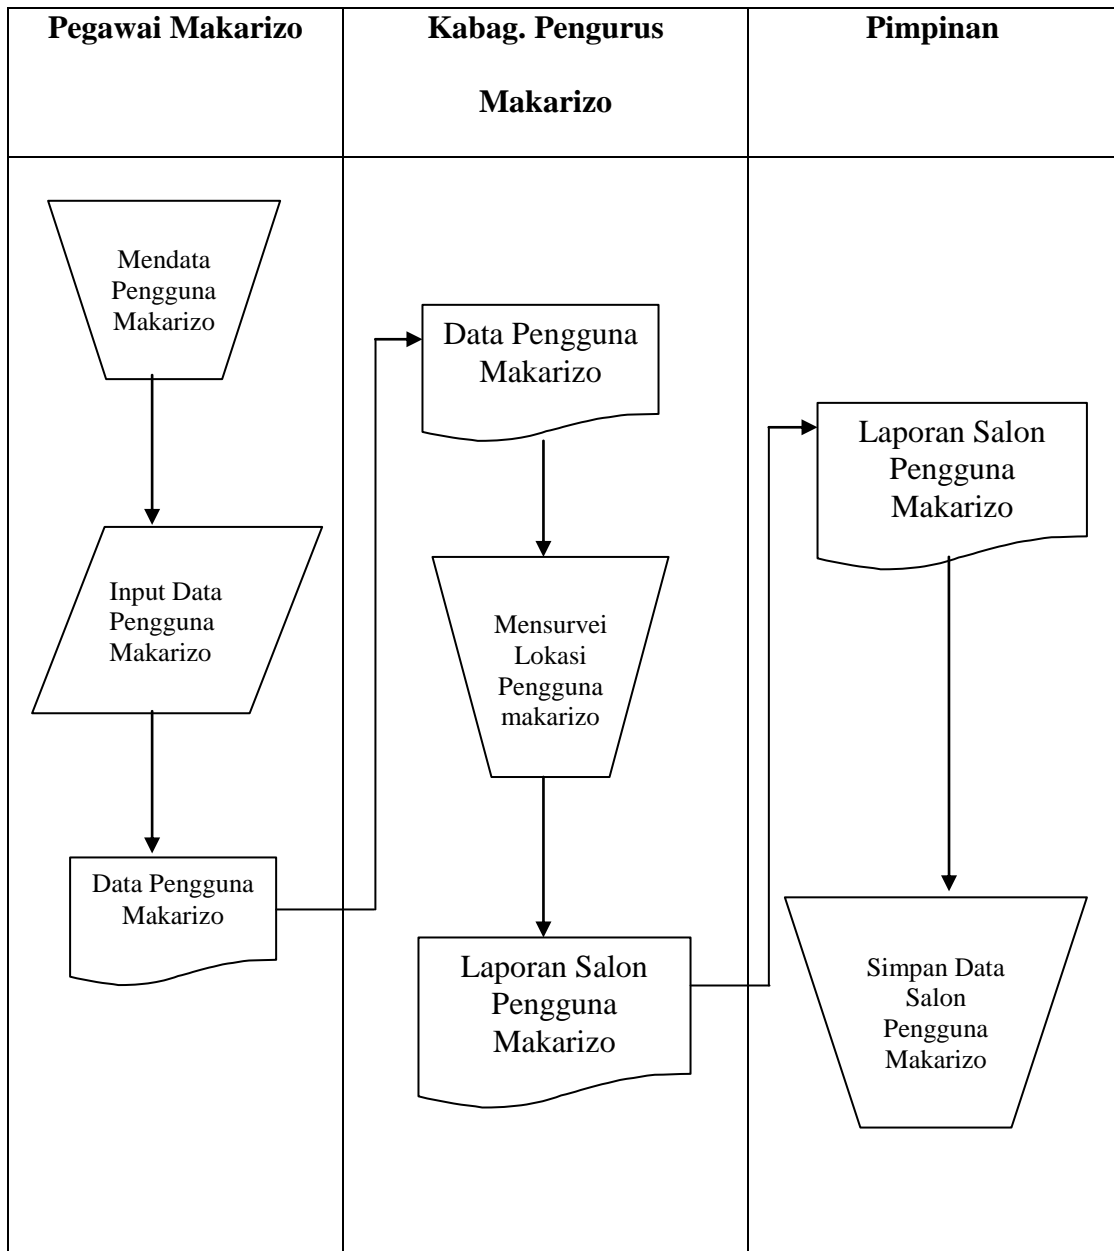 Pegawai Makarizo
Kabag. Pengurus
Makarizo
Pimpinan
Mendata
Pengguna
Makarizo
Input Data
Pengguna
Makarizo
Data Pengguna
Makarizo
Data Pengguna
Makarizo
Mensurvei
Lokasi
Pengguna
makarizo
Laporan Salon
Pengguna
Makarizo
Laporan Salon
Pengguna
Makarizo
Simpan Data
Salon
Pengguna
Makarizo